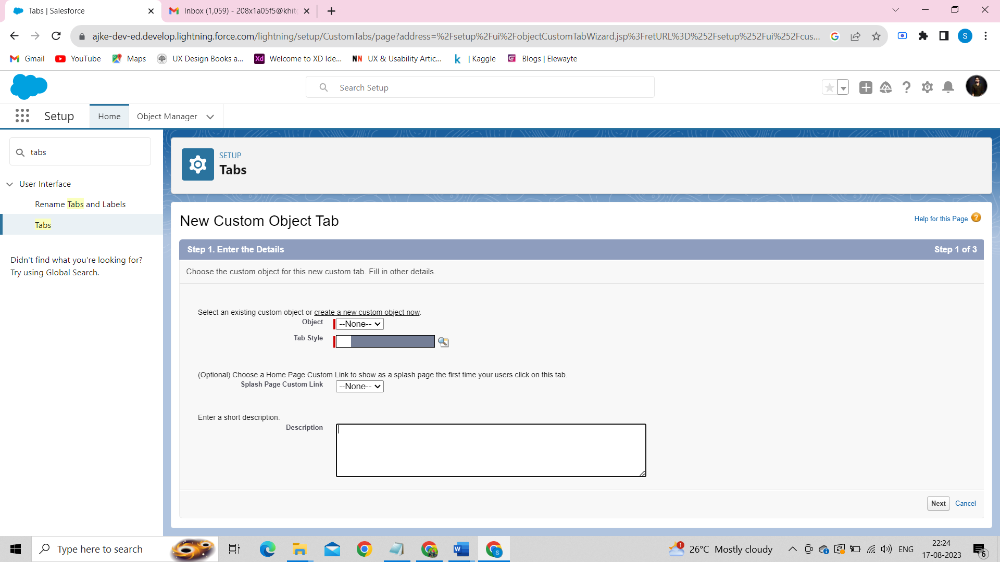 Tabs | Salesforce
Inbox (1,059) - 208x1a05f5@khitg
ajke-dev-ed.develop.lightning.force.com/lightning/setup/CustomTabs/page?address=%2Fsetup%2Fui%2FobjectCustomTabWizard.jsp%3FretURL%3D%252Fsetup%252Fui%252Fcus...
S
Gmail
YouTube
Maps
UX Design Books a...
Xd
Welcome to XD Ide...
NN
UX & Usability Artic...
k
| Kaggle
Blogs | Elewayte
Search Setup
Setup
Home
Object Manager
tabs
User Interface
Rename Tabs and Labels
Tabs
Didn't find what you're looking for?
Try using Global Search.
SETUP
Tabs
New Custom Object Tab
Help for this Page ?
Step 1. Enter the Details
Step 1 of 3
Choose the custom object for this new custom tab. Fill in other details.
Select an existing custom object or create a new custom object now.
Object
--None--
Tab Style
(Optional) Choose a Home Page Custom Link to show as a splash page the first time your users click on this tab.
Splash Page Custom Link
--None--
Enter a short description.
Description
Next
Cancel
Type here to search
1
26°C Mostly cloudy
ENG
22:24
17-08-2023
6